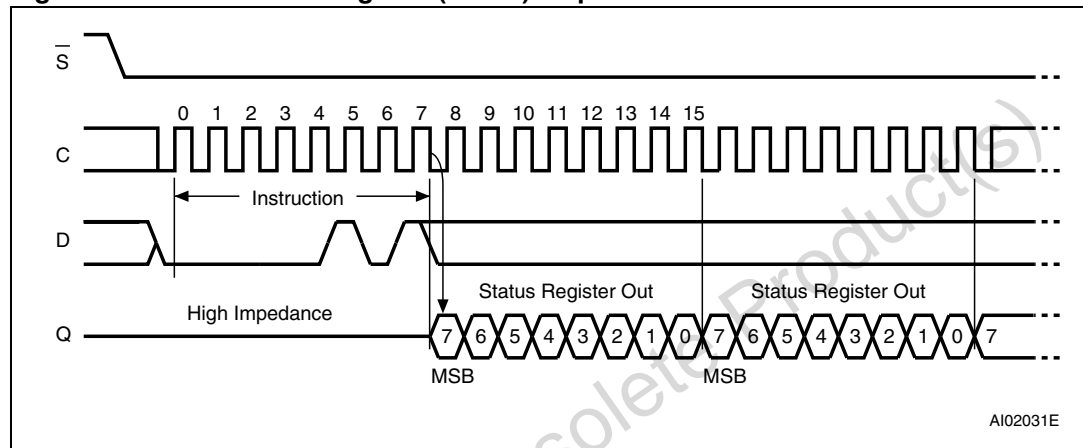 S
0 1 2 3 4 5 6 7 8 9 10 11 12 13 14 15
C
Instruction
D
Status Register Out Status Register Out
High Impedance
Q 7 6 5 4 3 2 1 0 7 6 5 4 3 2 1 0 7
MSB MSB
AI02031E
solete Product(s)